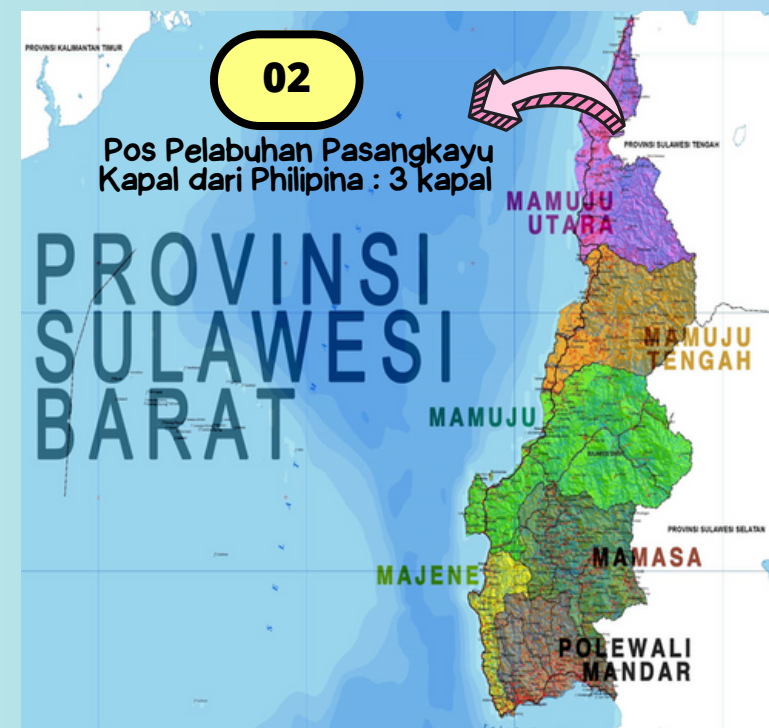 PROVINSI KALIMANTAN TIMUR
02
Pos Pelabuhan Pasangkayu
Kapal dari Philipina : 3 kapal
PROVINSI SULAWESI TENGAH
MAMUJU
UTARA
PROVINSI
SULAWESI
BARAT
MAMUJU
TENGAH
MAMUJU
PROVINSI SULAWESI SELATAN
MAMASA
MAJENE
POLEWALI
MANDAR